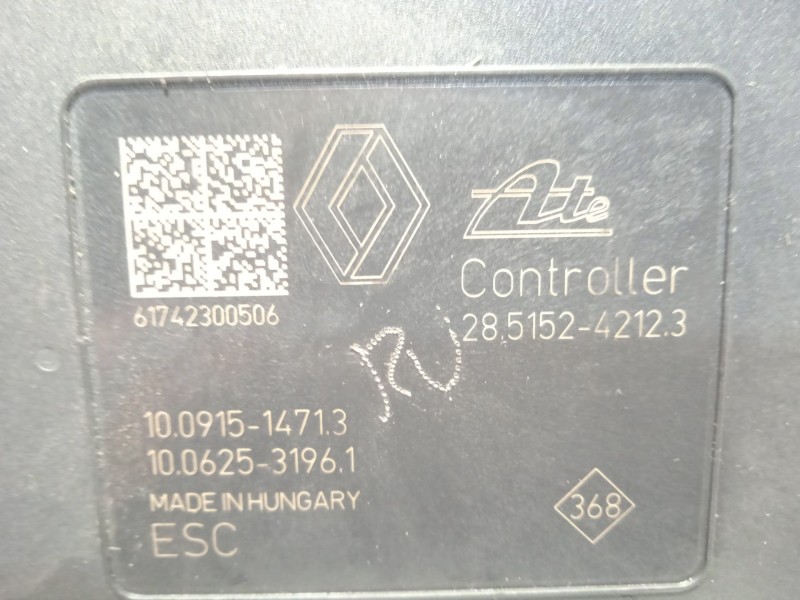 Ate
Controller
28.5152-4212.3
61742300506
10.0915-1471.3
10.0625-3196.1
MADE IN HUNGARY
ESC
368